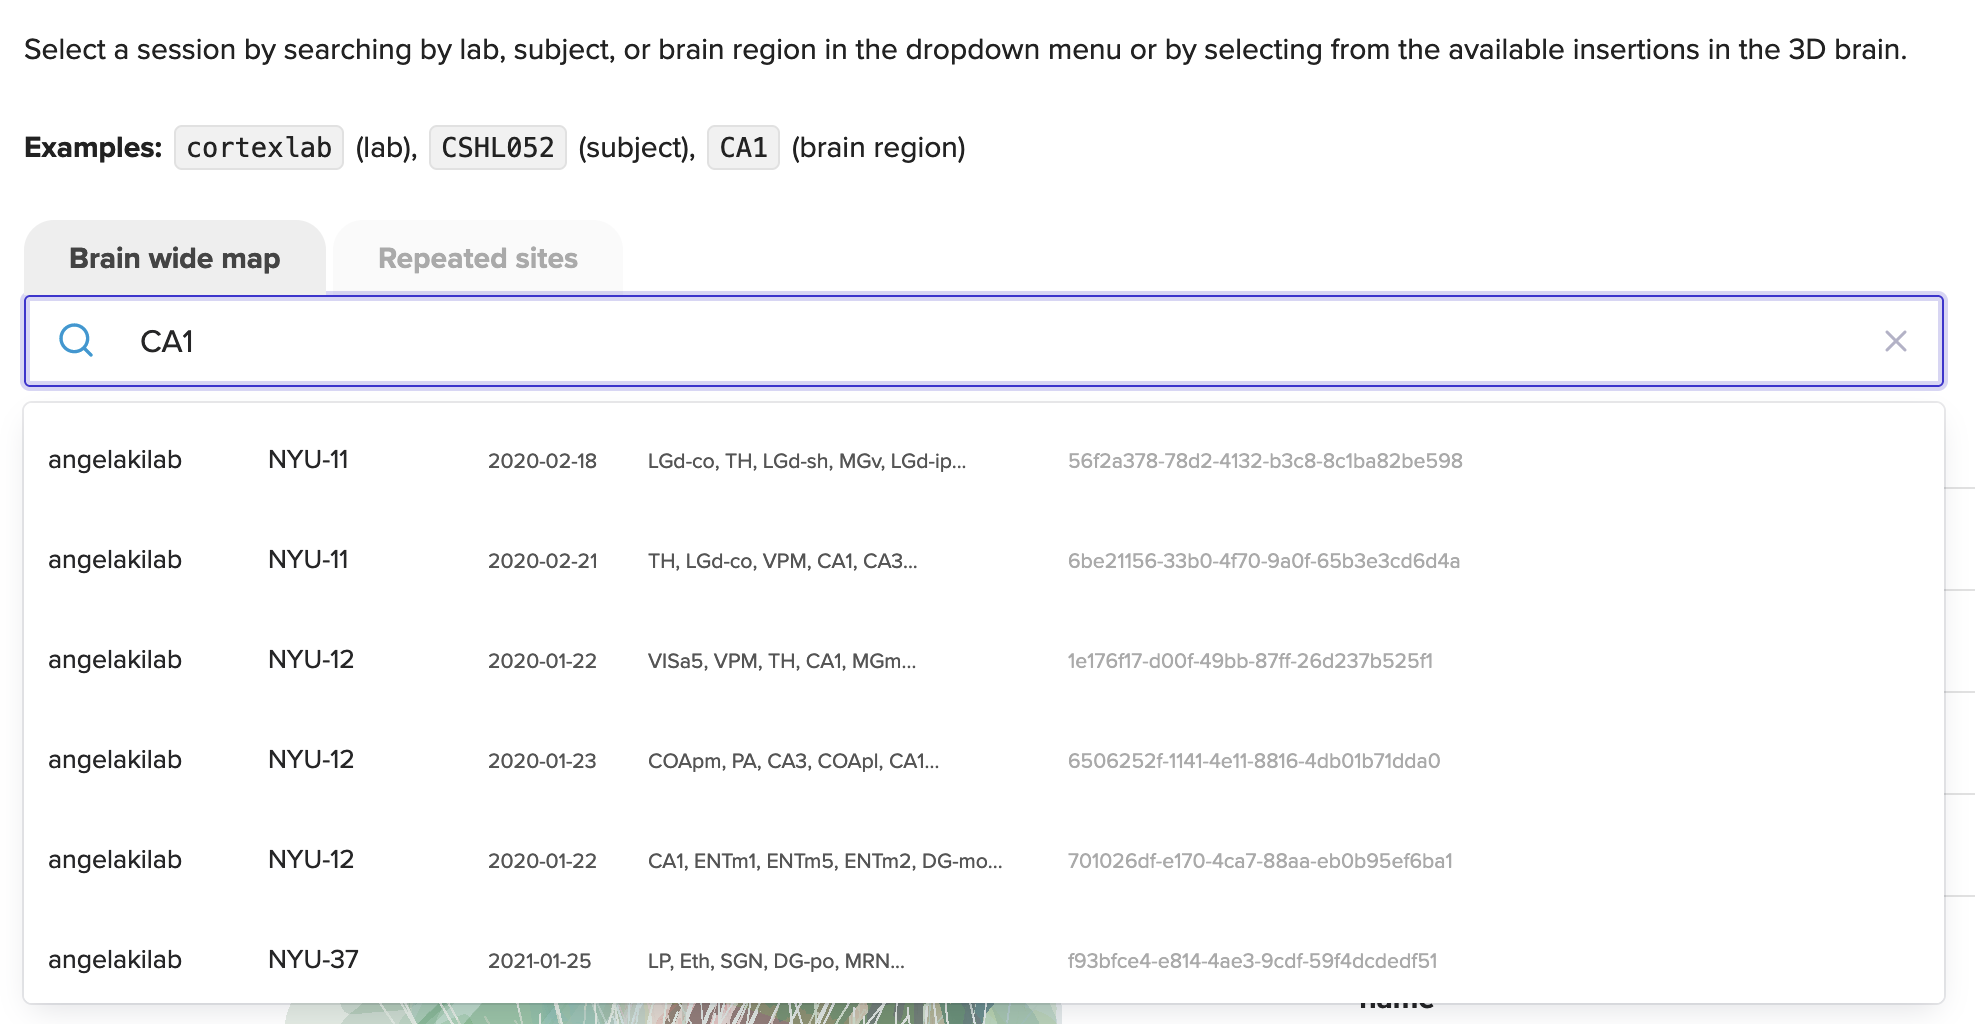 Select a session by searching by lab, subject, or brain region in the dropdown menu or by selecting from the available insertions in the 3D brain.
Examples: cortexlab (lab), CSHL052 (subject), CA1 (brain region)
Brain wide map Repeated sites
CA1
angelakilab NYU-11 2020-02-18 LGd-co, TH, LGd-sh, MGv, LGd-ip... 56f2a378-78d2-4132-b3c8-8c1ba82be598
angelakilab NYU-11 2020-02-21 TH, LGd-co, VPM, CA1, CA3... 6be21156-33b0-4f70-9a0f-65b3e3cd6d4a
angelakilab NYU-12 2020-01-22 VISa5, VPM, TH, CA1, MGm... 1e176f17-d00f-49bb-87ff-26d237b525f1
angelakilab NYU-12 2020-01-23 COApm, PA, CA3, COApl, CA1... 6506252f-1141-4e11-8816-4db01b71dda0
angelakilab NYU-12 2020-01-22 CA1, ENTm1, ENTm5, ENTm2, DG-mo... 701026df-e170-4ca7-88aa-eb0b95ef6ba1
angelakilab NYU-37 2021-01-25 LP, Eth, SGN, DG-po, MRN... f93bfce4-e814-4ae3-9cdf-59f4dcdedf51
name